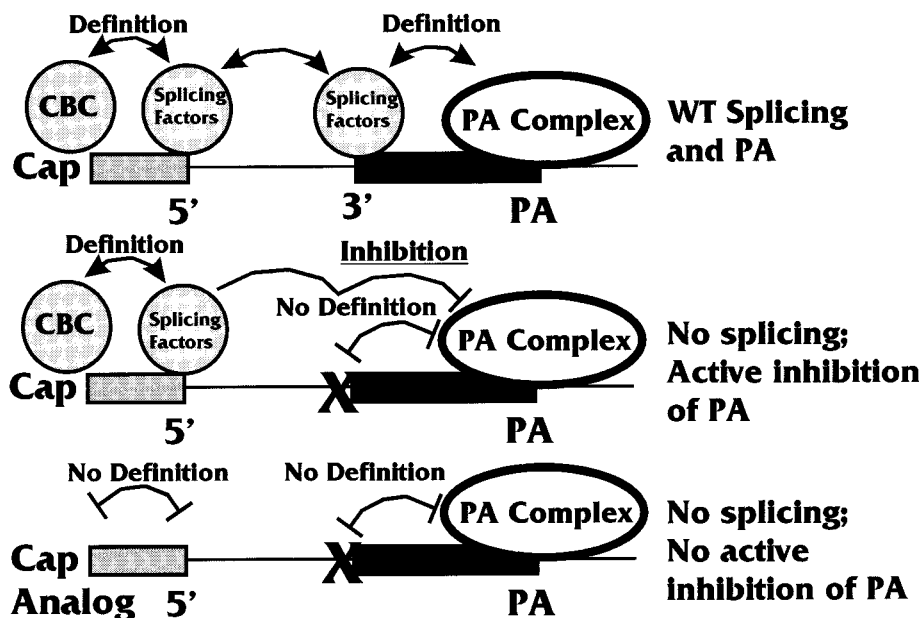 Definition
Definition
CBC
Splicing
Factors
Splicing
Factors
PA Complex
WT Splicing
and PA
Cap
5'
3'
PA
Definition
Inhibition
No Definition
CBC
Splicing
Factors
PA Complex
No splicing;
Active inhibition
of PA
Cap
X
5'
PA
No Definition
No Definition
PA Complex
No splicing;
No active
inhibition of PA
Cap
Analog
X
5'
PA